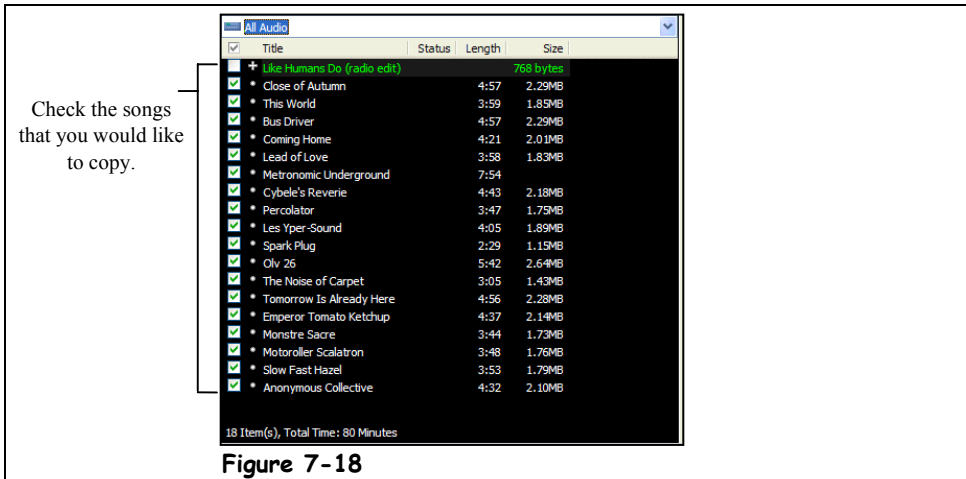 All Audio
Title Status Length Size
Like Humans Do (radio edit) 768 bytes
Close of Autumn 4:57 2.29MB
This World 3:59 1.85MB
Bus Driver 4:57 2.29MB
Coming Home 4:21 2.01MB
Lead of Love 3:58 1.83MB
Metronomic Underground 7:54
Cybele's Reverie 4:43 2.18MB
Percolator 3:47 1.75MB
Les Yper-Sound 4:05 1.89MB
Spark Plug 2:29 1.15MB
Olv 26 5:42 2.64MB
The Noise of Carpet 3:05 1.43MB
Tomorrow Is Already Here 4:56 2.28MB
Emperor Tomato Ketchup 4:37 2.14MB
Monstre Sacre 3:44 1.73MB
Motoroller Scalatron 3:48 1.76MB
Slow Fast Hazel 3:53 1.79MB
Anonymous Collective 4:32 2.10MB
18 Item(s), Total Time: 80 Minutes
Check the songs
that you would like
to copy.
Figure 7-18